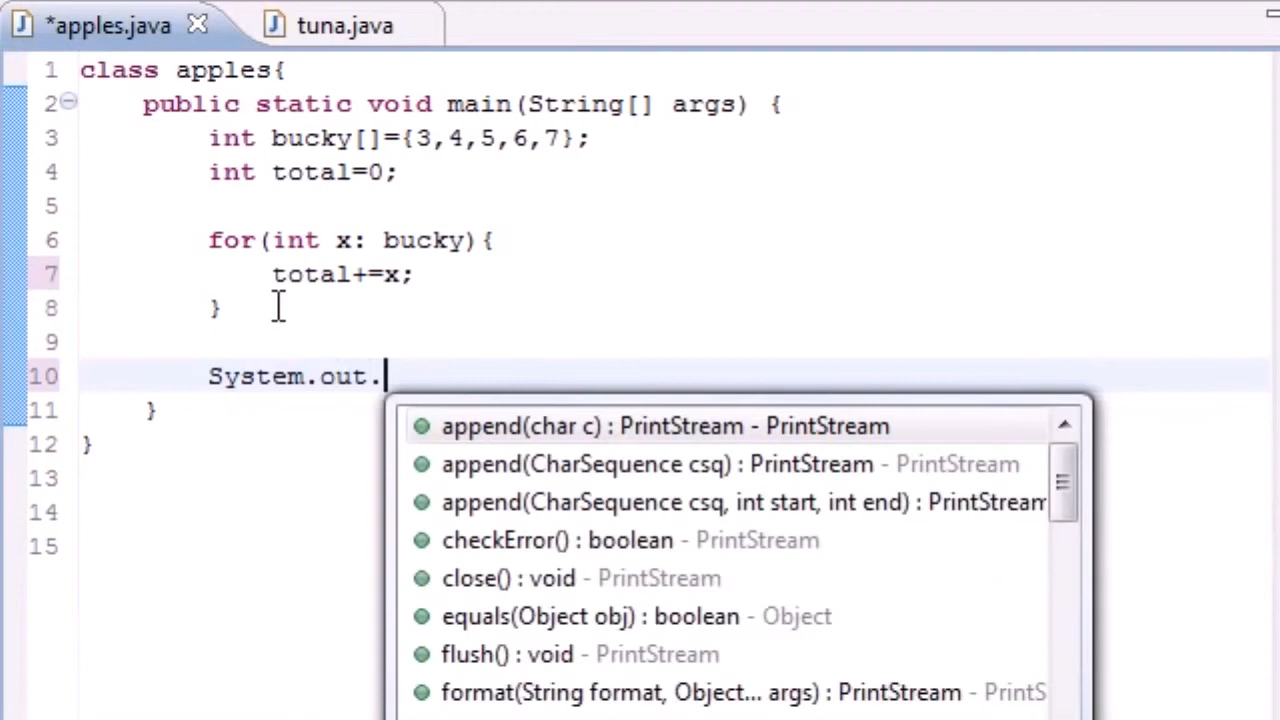 *apples.java tuna.java
1 class apples{
2 public static void main(String[] args) {
3 int bucky[]={3,4,5,6,7};
4 int total=0;
5
6 for(int x: bucky){
7 total+=x;
8 }
9
10 System.out.
11 }
12 }
13
14
15
append(char c) : PrintStream - PrintStream
append(CharSequence csq) : PrintStream - PrintStream
append(CharSequence csq, int start, int end) : PrintStream
checkError() : boolean - PrintStream
close() : void - PrintStream
equals(Object obj) : boolean - Object
flush() : void - PrintStream
format(String format, Object... args) : PrintStream - PrintS